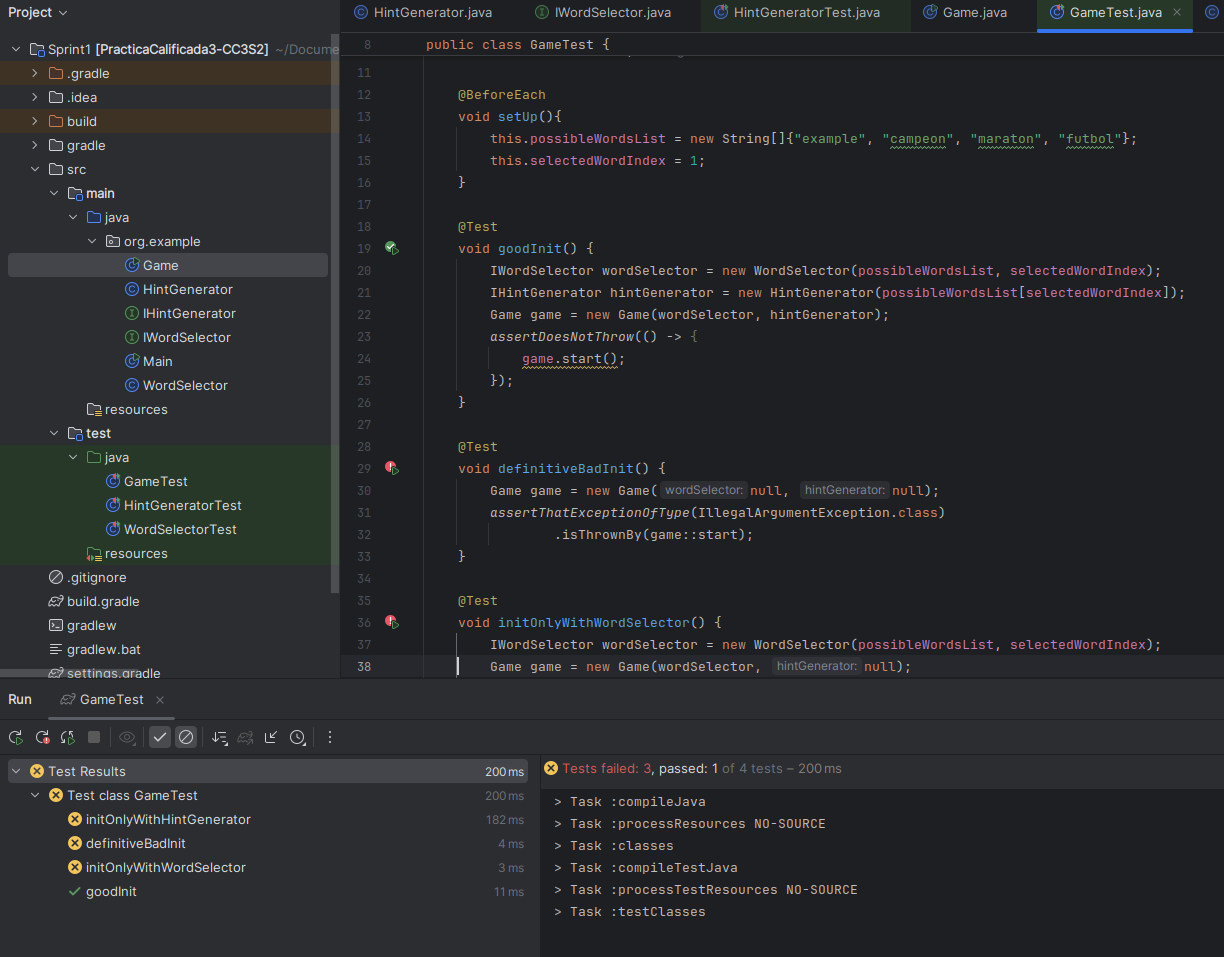 Project
HintGenerator.java
IWordSelector.java
HintGeneratorTest.java
Game.java
GameTest.java
Sprint1 [PracticaCalificada3-CC3S2] ~/Docume
.gradle
.idea
build
gradle
src
main
java
org.example
Game
HintGenerator
IHintGenerator
IWordSelector
Main
WordSelector
resources
test
java
GameTest
HintGeneratorTest
WordSelectorTest
resources
.gitignore
build.gradle
gradlew
gradlew.bat
settings.gradle
8 public class GameTest {
11
12 @BeforeEach
13 void setUp(){
14 this.possibleWordsList = new String[]{"example", "campeon", "maraton", "futbol"};
15 this.selectedWordIndex = 1;
16 }
17
18 @Test
19 void goodInit() {
20 IWordSelector wordSelector = new WordSelector(possibleWordsList, selectedWordIndex);
21 IHintGenerator hintGenerator = new HintGenerator(possibleWordsList[selectedWordIndex]);
22 Game game = new Game(wordSelector, hintGenerator);
23 assertDoesNotThrow(() -> {
24 game.start();
25 });
26 }
27
28 @Test
29 void definitiveBadInit() {
30 Game game = new Game( wordSelector: null, hintGenerator: null);
31 assertThatExceptionOfType(IllegalArgumentException.class)
32 .isThrownBy(game::start);
33 }
34
35 @Test
36 void initOnlyWithWordSelector() {
37 IWordSelector wordSelector = new WordSelector(possibleWordsList, selectedWordIndex);
38 Game game = new Game(wordSelector, hintGenerator: null);
Run GameTest
Test Results 200 ms
Test class GameTest 200 ms
initOnlyWithHintGenerator 182 ms
definitiveBadInit 4 ms
initOnlyWithWordSelector 3 ms
goodInit 11 ms
Tests failed: 3, passed: 1 of 4 tests – 200 ms
> Task :compileJava
> Task :processResources NO-SOURCE
> Task :classes
> Task :compileTestJava
> Task :processTestResources NO-SOURCE
> Task :testClasses